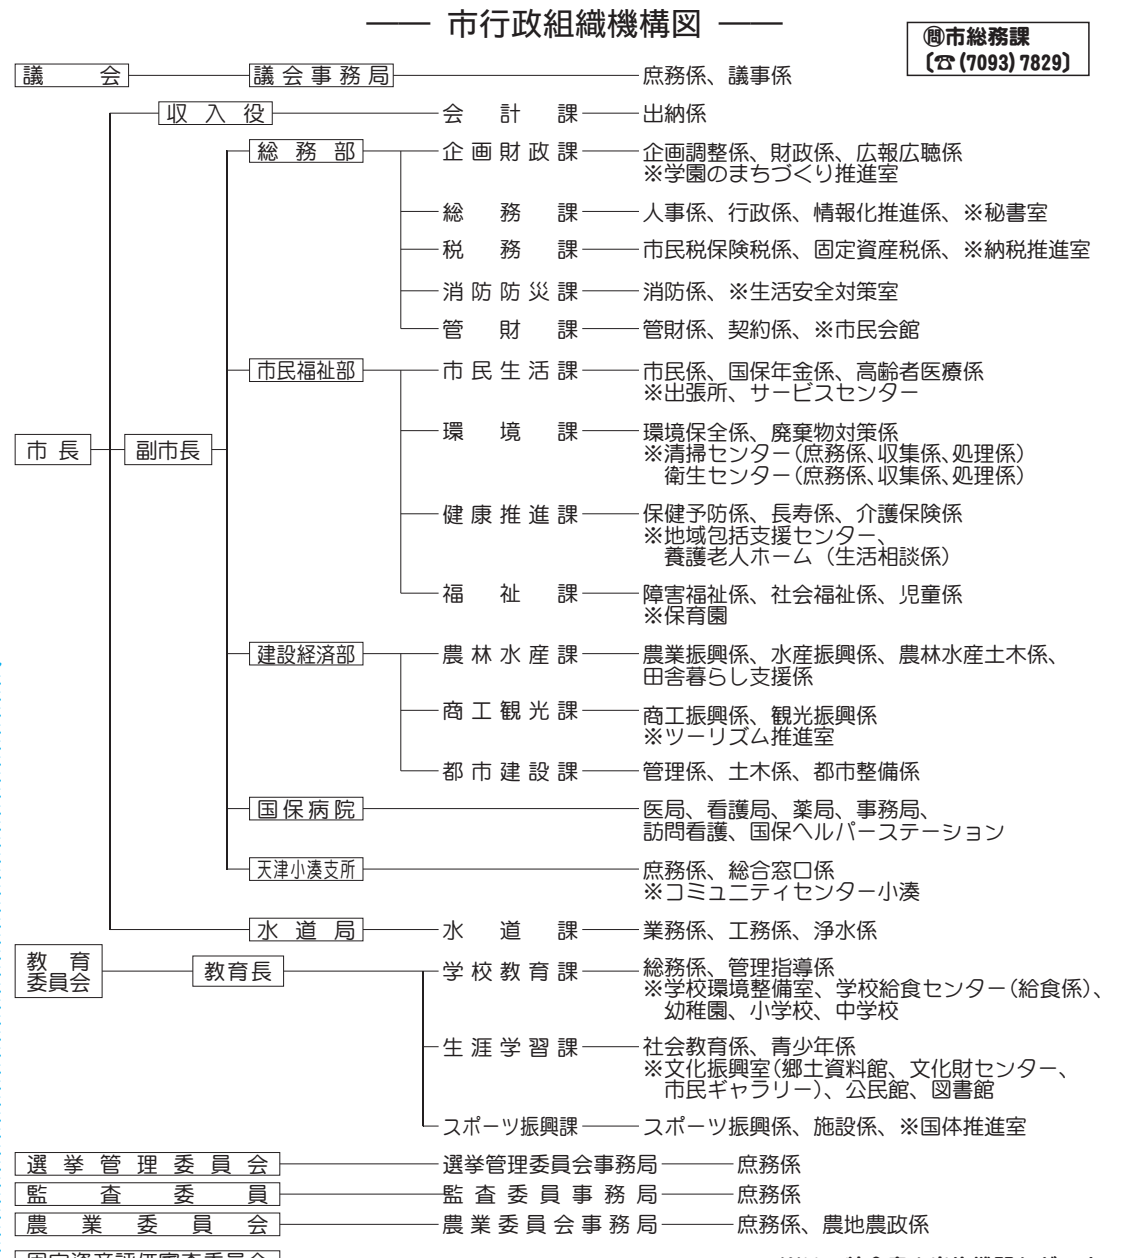 市行政組織機構図
㉄市総務課
〔☎(7093)7829〕
議会 議会事務局 庶務係、議事係
収入役 会計課 出納係
総務部 企画財政課 企画調整係、財政係、広報広聴係
※学園のまちづくり推進室
総務課 人事係、行政係、情報化推進係、※秘書室
税務課 市民税保険税係、固定資産税係、※納税推進室
消防防災課 消防係、※生活安全対策室
管財課 管財係、契約係、※市民会館
市民福祉部 市民生活課 市民係、国保年金係、高齢者医療係
※出張所、サービスセンター
環境課 環境保全係、廃棄物対策係
市長 副市長 ※清掃センター(庶務係、収集係、処理係)
衛生センター(庶務係、収集係、処理係)
健康推進課 保健予防係、長寿係、介護保険係
※地域包括支援センター、
養護老人ホーム(生活相談係)
福祉課 障害福祉係、社会福祉係、児童係
※保育園
建設経済部 農林水産課 農業振興係、水産振興係、農林水産土木係、
田舎暮らし支援係
商工観光課 商工振興係、観光振興係
※ツーリズム推進室
都市建設課 管理係、土木係、都市整備係
国保病院 医局、看護局、薬局、事務局、
訪問看護、国保ヘルパーステーション
天津小湊支所 庶務係、総合窓口係
※コミュニティセンター小湊
水道局 水道課 業務係、工務係、浄水係
教育
委員会 教育長 学校教育課 総務係、管理指導係
※学校環境整備室、学校給食センター(給食係)、
幼稚園、小学校、中学校
生涯学習課 社会教育係、青少年係
※文化振興室(郷土資料館、文化財センター、
市民ギャラリー)、公民館、図書館
スポーツ振興課 スポーツ振興係、施設係、※国体推進室
選挙管理委員会 選挙管理委員会事務局 庶務係
監査委員 監査委員事務局 庶務係
農業委員会 農業委員会事務局 庶務係、農地農政係
固定資産評価審査委員会